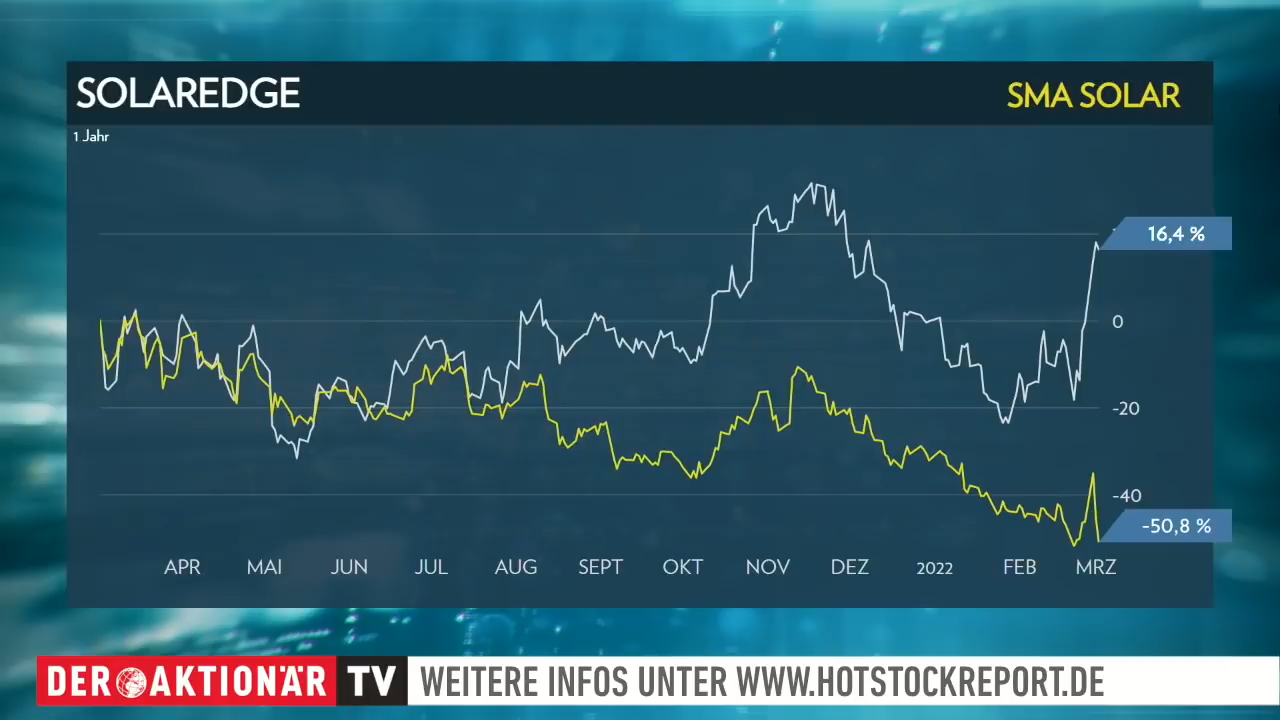 SOLAREDGE
SMA SOLAR
1 Jahr
16,4 %
0
-20
-40
-50,8 %
APR MAI JUN JUL AUG SEPT OKT NOV DEZ 2022 FEB MRZ
DER AKTIONÄR TV WEITERE INFOS UNTER WWW.HOTSTOCKREPORT.DE